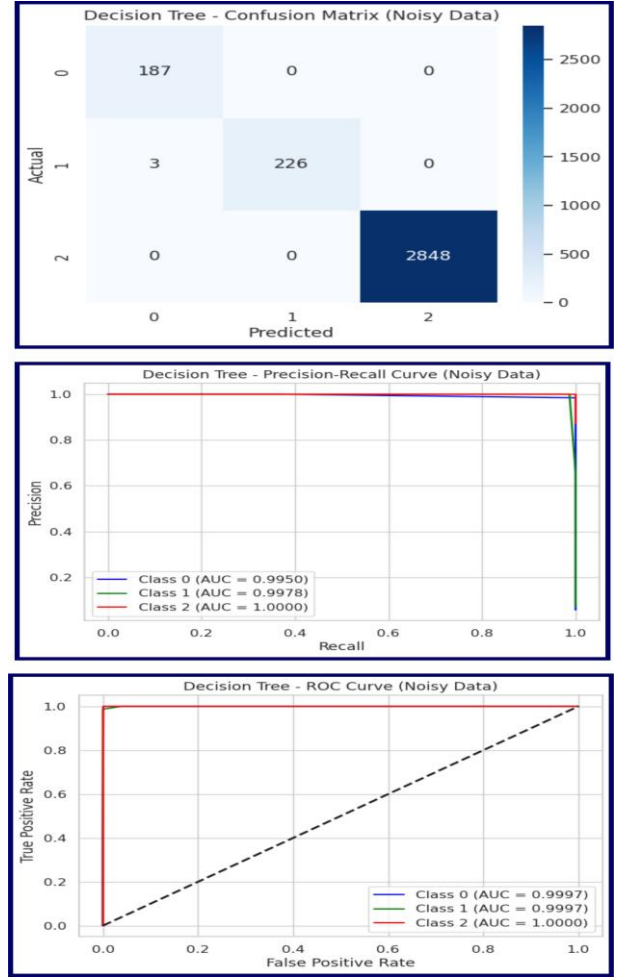 Decision Tree - Confusion Matrix (Noisy Data)
Actual
0
1
2
187 0 0
3 226 0
0 0 2848
0 1 2
Predicted
2500
2000
1500
1000
500
0
Decision Tree - Precision-Recall Curve (Noisy Data)
Precision
1.0
0.8
0.6
0.4
0.2
Class 0 (AUC = 0.9950)
Class 1 (AUC = 0.9978)
Class 2 (AUC = 1.0000)
0.0 0.2 0.4 0.6 0.8 1.0
Recall
Decision Tree - ROC Curve (Noisy Data)
True Positive Rate
1.0
0.8
0.6
0.4
0.2
0.0
Class 0 (AUC = 0.9997)
Class 1 (AUC = 0.9997)
Class 2 (AUC = 1.0000)
0.0 0.2 0.4 0.6 0.8 1.0
False Positive Rate